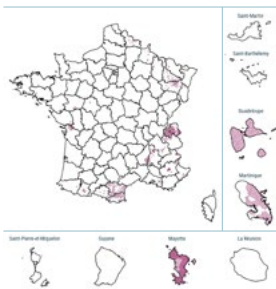 Saint-Martin
Saint-Barthélemy
Guadeloupe
Martinique
Saint-Pierre-et-Miquelon
Guyane
Mayotte
La Réunion